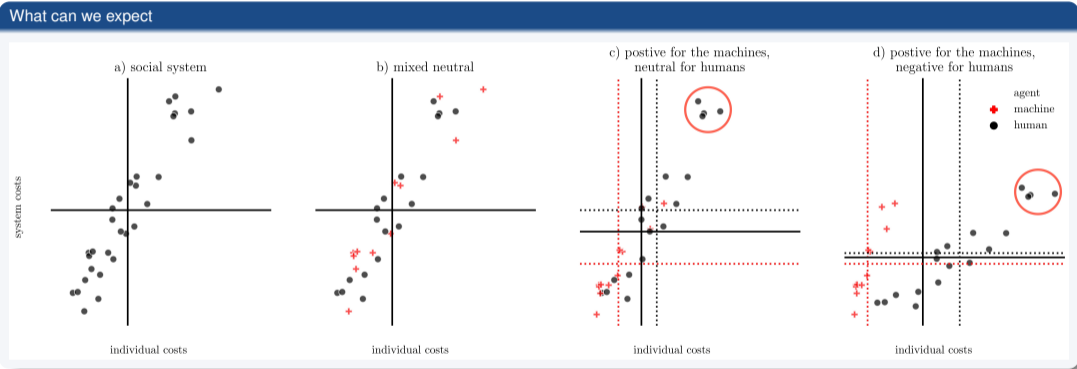 What can we expect
a) social system
b) mixed neutral
c) postive for the machines,
neutral for humans
d) postive for the machines,
negative for humans
agent
machine
human
system costs
individual costs
individual costs
individual costs
individual costs